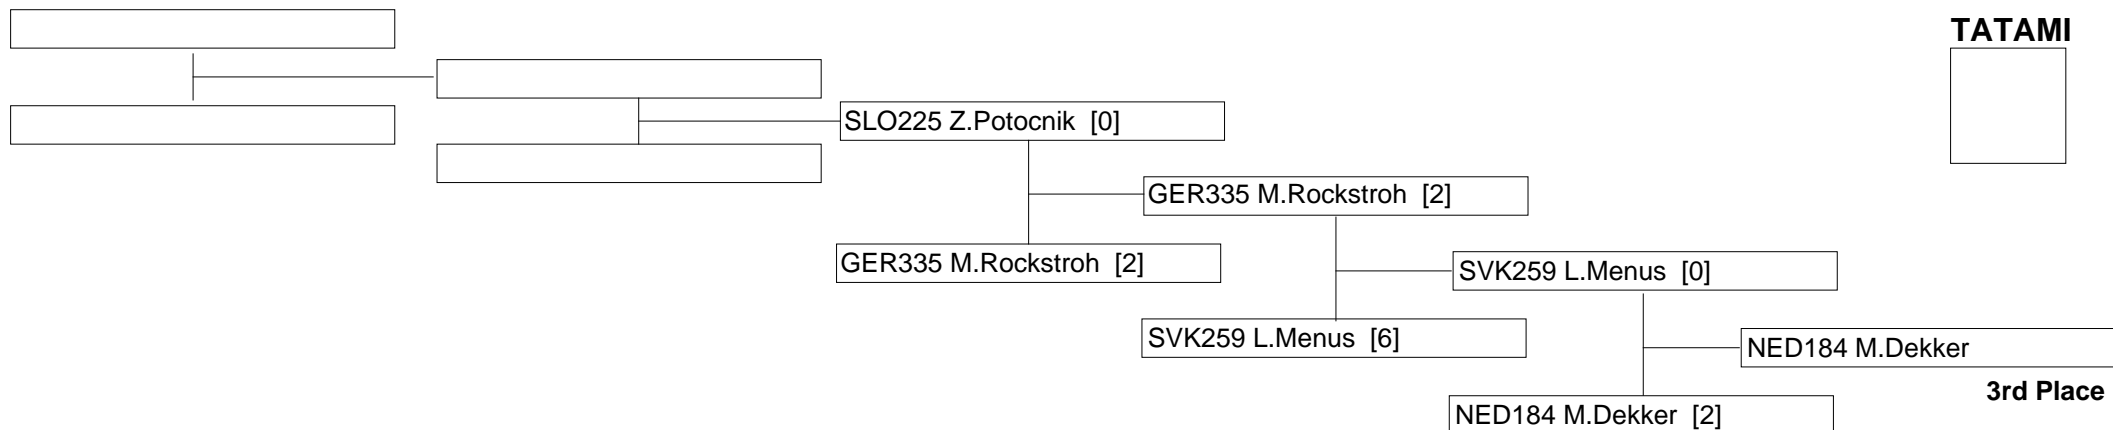 TATAMI
SLO225 Z.Potocnik [0]
GER335 M.Rockstroh [2]
GER335 M.Rockstroh [2]
SVK259 L.Menus [0]
SVK259 L.Menus [6]
NED184 M.Dekker
3rd Place
NED184 M.Dekker [2]